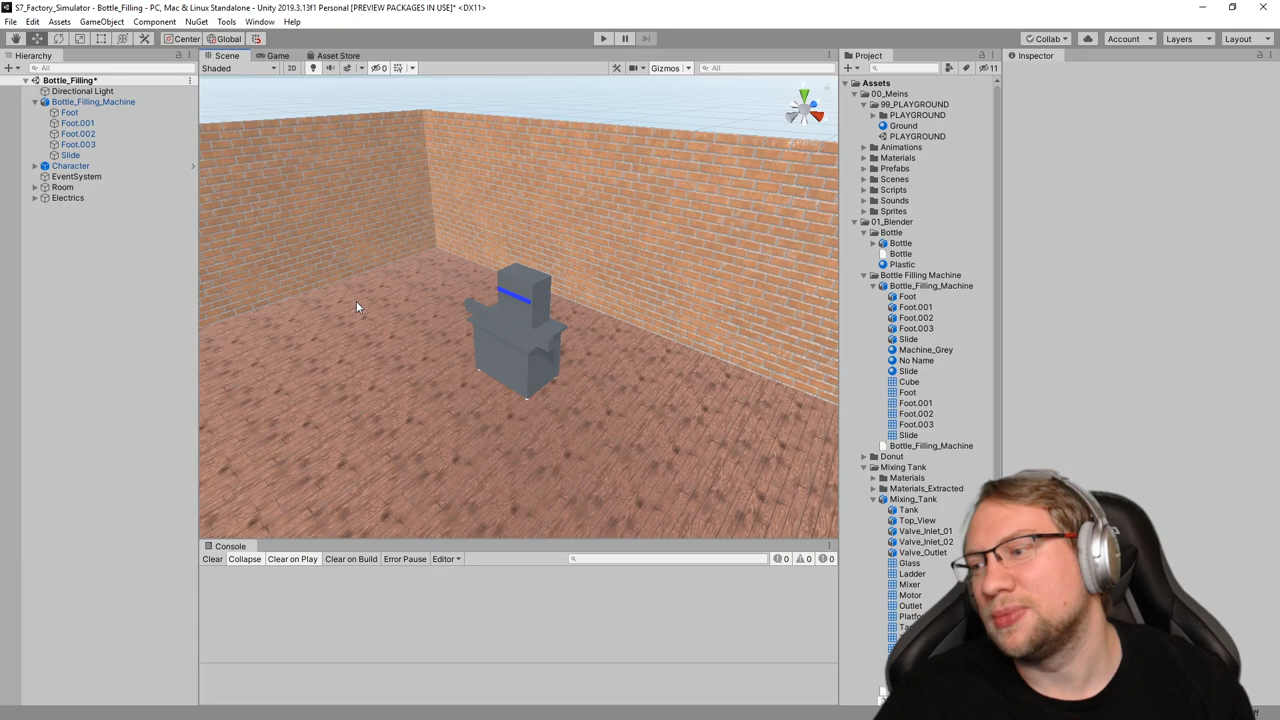 S7_Factory_Simulator - Bottle_Filling - PC, Mac & Linux Standalone - Unity 2019.3.13f1 Personal [PREVIEW PACKAGES IN USE]* <DX11>
File Edit Assets GameObject Component NuGet Tools Window Help
Center Global Collab Account Layers Layout
Hierarchy
All
Bottle_Filling*
Directional Light
Bottle_Filling_Machine
Foot
Foot.001
Foot.002
Foot.003
Slide
Character
EventSystem
Room
Electrics
Scene Game Asset Store
Shaded 2D 0 Gizmos All
Console
Clear Collapse Clear on Play Clear on Build Error Pause Editor 0 0 0
Project
11
Assets
00_Meins
99_PLAYGROUND
PLAYGROUND
Ground
PLAYGROUND
Animations
Materials
Prefabs
Scenes
Scripts
Sounds
Sprites
01_Blender
Bottle
Bottle
Bottle
Plastic
Bottle Filling Machine
Bottle_Filling_Machine
Foot
Foot.001
Foot.002
Foot.003
Slide
Machine_Grey
No Name
Slide
Cube
Foot
Foot.001
Foot.002
Foot.003
Slide
Bottle_Filling_Machine
Donut
Mixing Tank
Materials
Materials_Extracted
Mixing_Tank
Tank
Top_View
Valve_Inlet_01
Valve_Inlet_02
Valve_Outlet
Glass
Ladder
Mixer
Motor
Outlet
Inspector